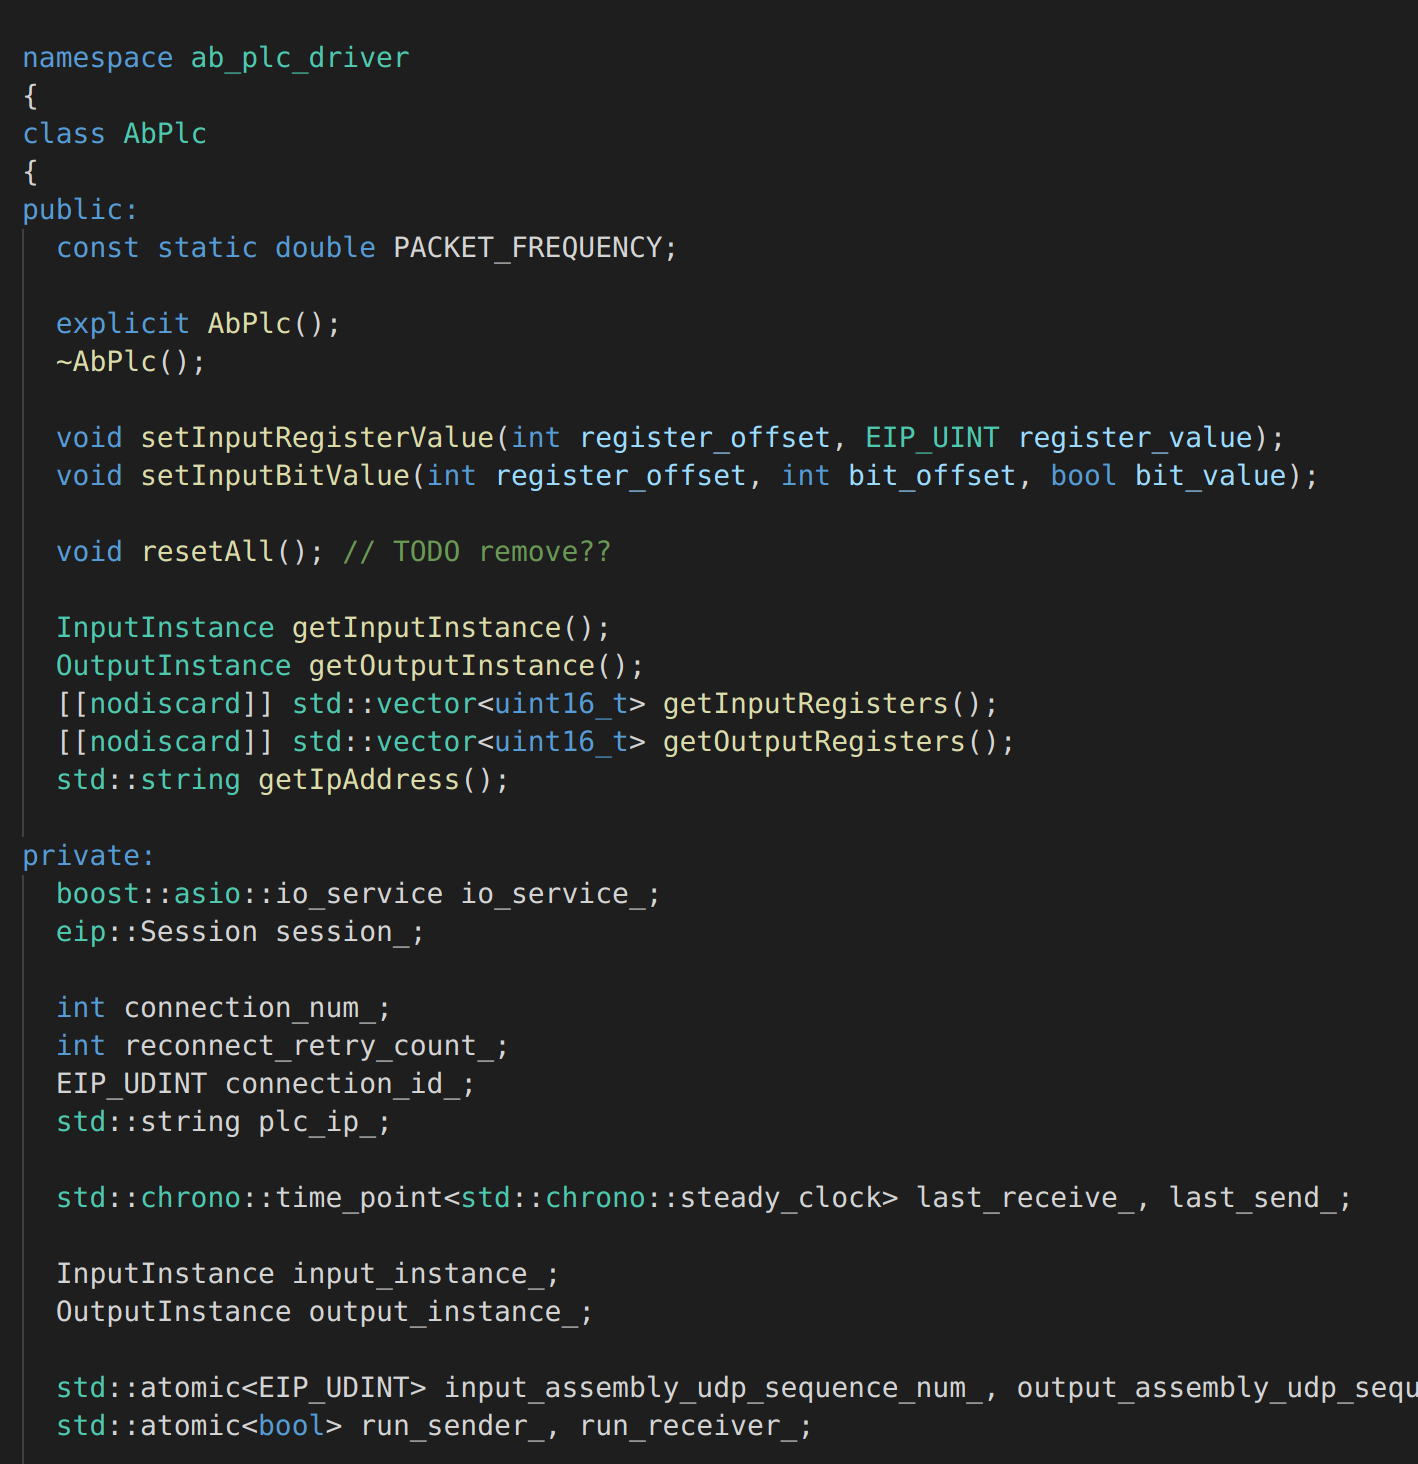 namespace ab_plc_driver
{
class AbPlc
{
public:
const static double PACKET_FREQUENCY;
explicit AbPlc();
~AbPlc();
void setInputRegisterValue(int register_offset, EIP_UINT register_value);
void setInputBitValue(int register_offset, int bit_offset, bool bit_value);
void resetAll(); // TODO remove??
InputInstance getInputInstance();
OutputInstance getOutputInstance();
[[nodiscard]] std::vector<uint16_t> getInputRegisters();
[[nodiscard]] std::vector<uint16_t> getOutputRegisters();
std::string getIpAddress();
private:
boost::asio::io_service io_service_;
eip::Session session_;
int connection_num_;
int reconnect_retry_count_;
EIP_UDINT connection_id_;
std::string plc_ip_;
std::chrono::time_point<std::chrono::steady_clock> last_receive_, last_send_;
InputInstance input_instance_;
OutputInstance output_instance_;
std::atomic<EIP_UDINT> input_assembly_udp_sequence_num_, output_assembly_udp_sequ
std::atomic<bool> run_sender_, run_receiver_;